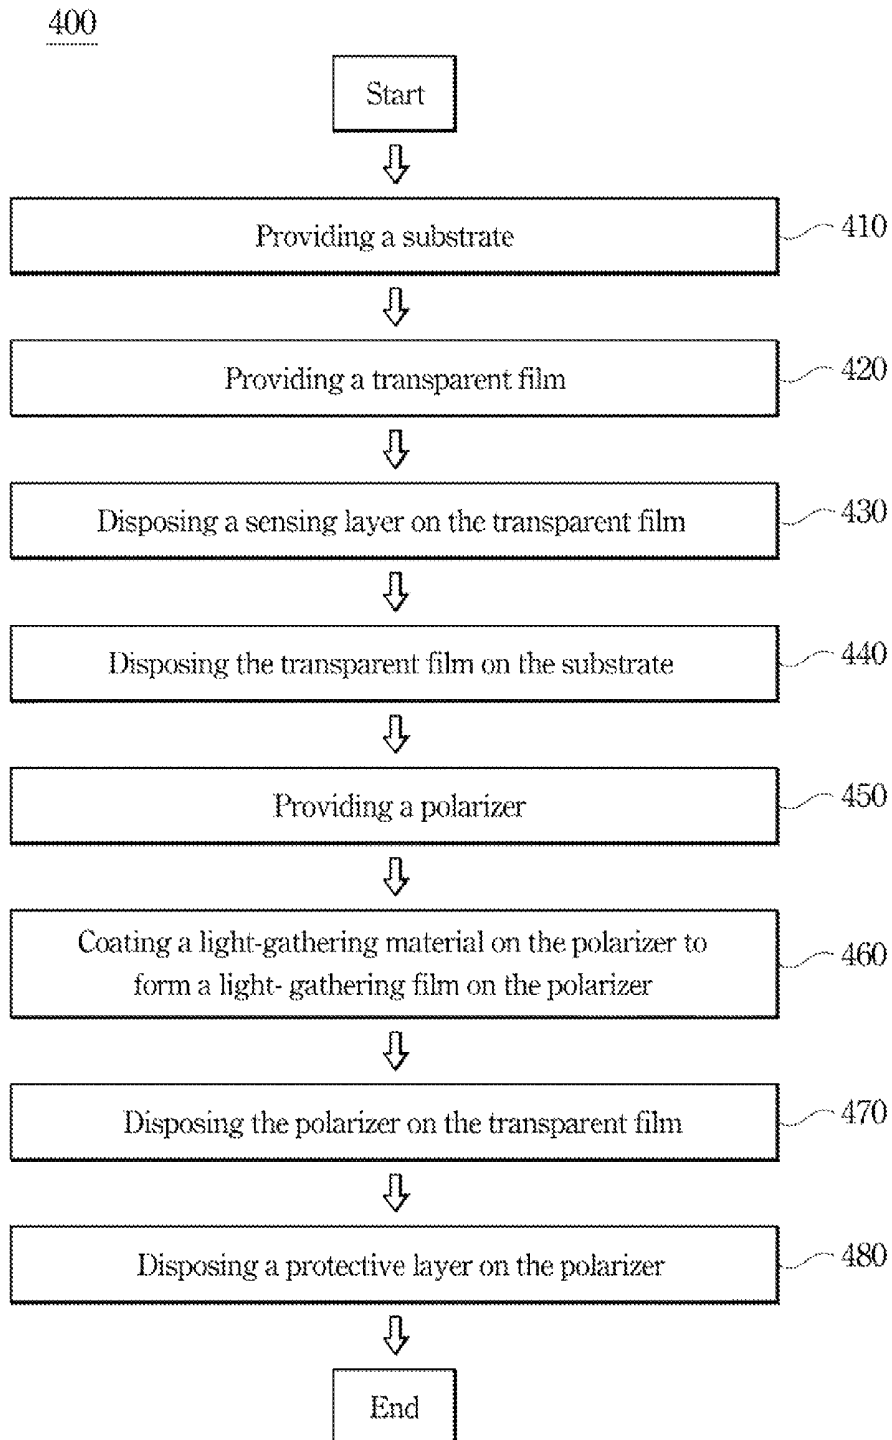 400
Start
Providing a substrate
410
Providing a transparent film
420
Disposing a sensing layer on the transparent film
430
Disposing the transparent film on the substrate
440
Providing a polarizer
450
Coating a light-gathering material on the polarizer to
form a light- gathering film on the polarizer
460
Disposing the polarizer on the transparent film
470
Disposing a protective layer on the polarizer
480
End